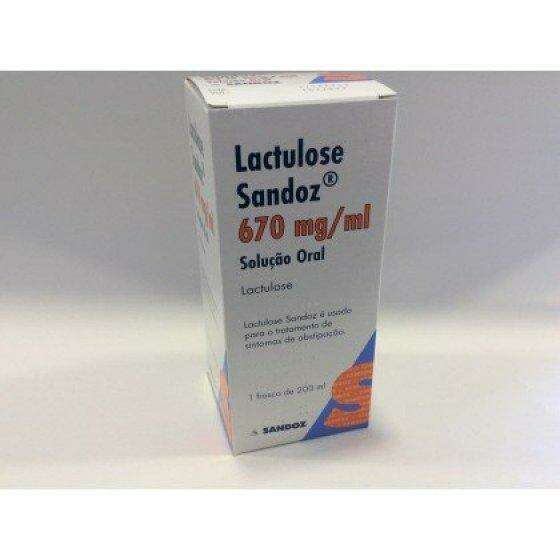 Lactulose
Sandoz®
670 mg/ml
Solução Oral
Lactulose
Lactulose Sandoz é usado
para o tratamento de
sintomas de obstipação.
1 frasco de 200 ml
SANDOZ